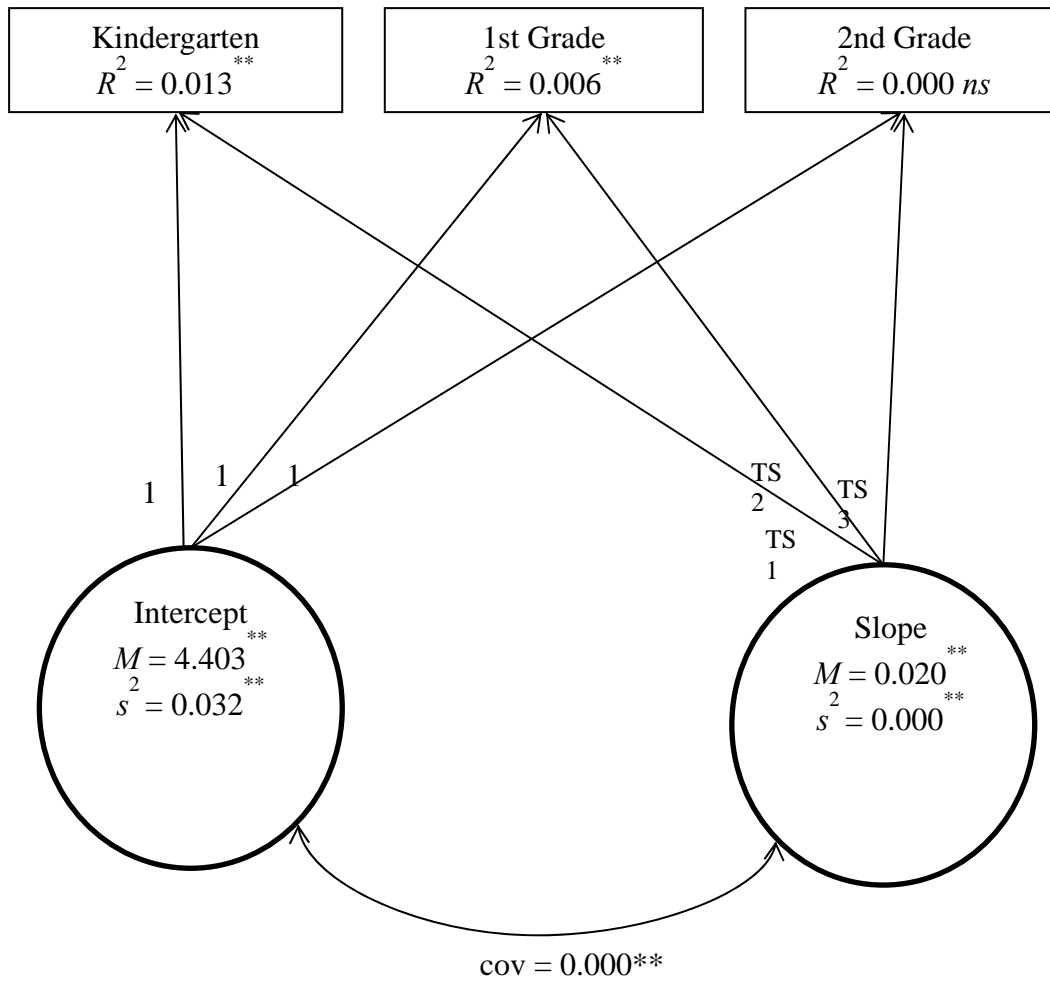 Kindergarten
R² = 0.013**
1st Grade
R² = 0.006**
2nd Grade
R² = 0.000 ns
1
1
1
TS
2
TS
3
TS
1
Intercept
M = 4.403**
s² = 0.032**
Slope
M = 0.020**
s² = 0.000**
cov = 0.000**